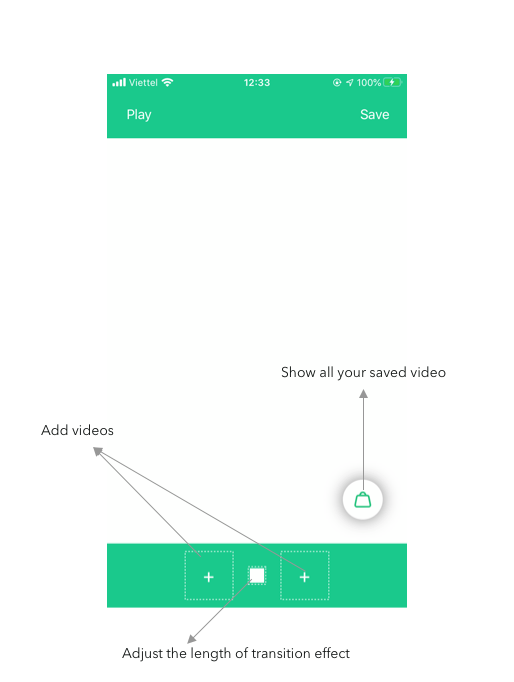 Viettel 12:33 100%
Play Save
Show all your saved video
Add videos
+ +
Adjust the length of transition effect